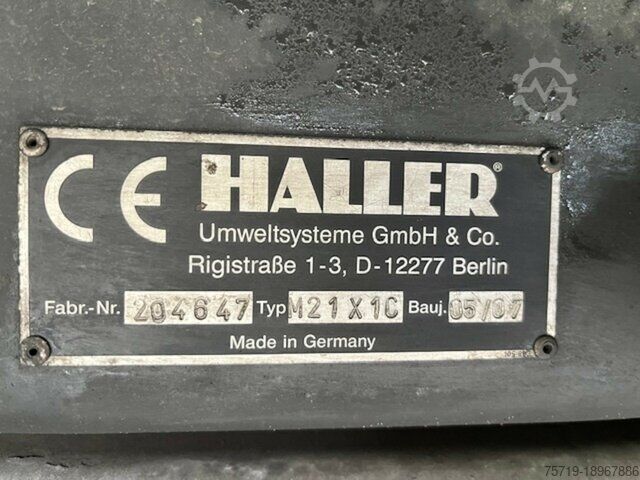 CE HALLER®
Umweltsysteme GmbH & Co.
Rigistraße 1-3, D-12277 Berlin
Fabr.-Nr. 204647 Typ M21X1C Bauj. 05/07
Made in Germany
75719-18967886